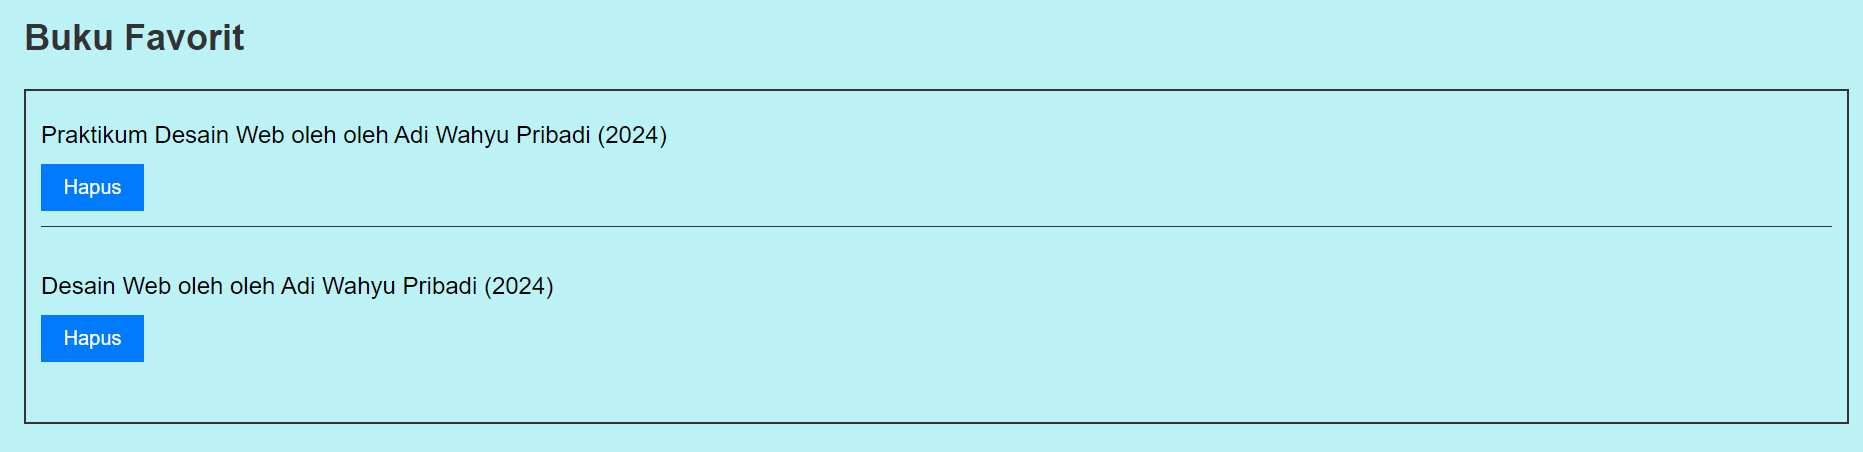 Buku Favorit
Praktikum Desain Web oleh oleh Adi Wahyu Pribadi (2024)
Hapus
Desain Web oleh oleh Adi Wahyu Pribadi (2024)
Hapus